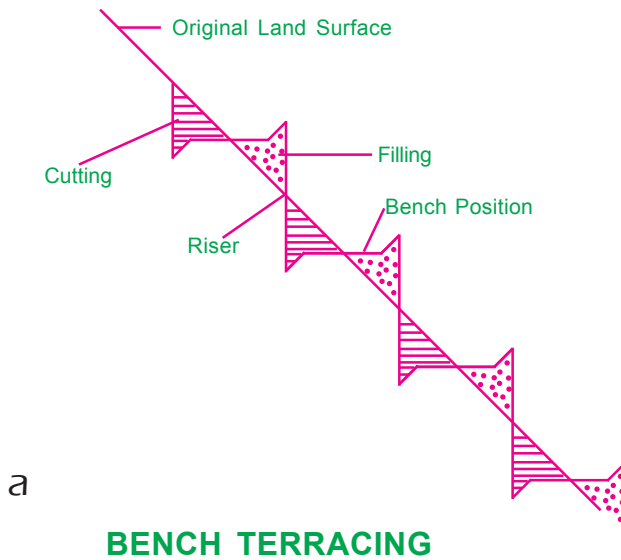 Original Land Surface
Filling
Cutting
Bench Position
Riser
a
BENCH TERRACING